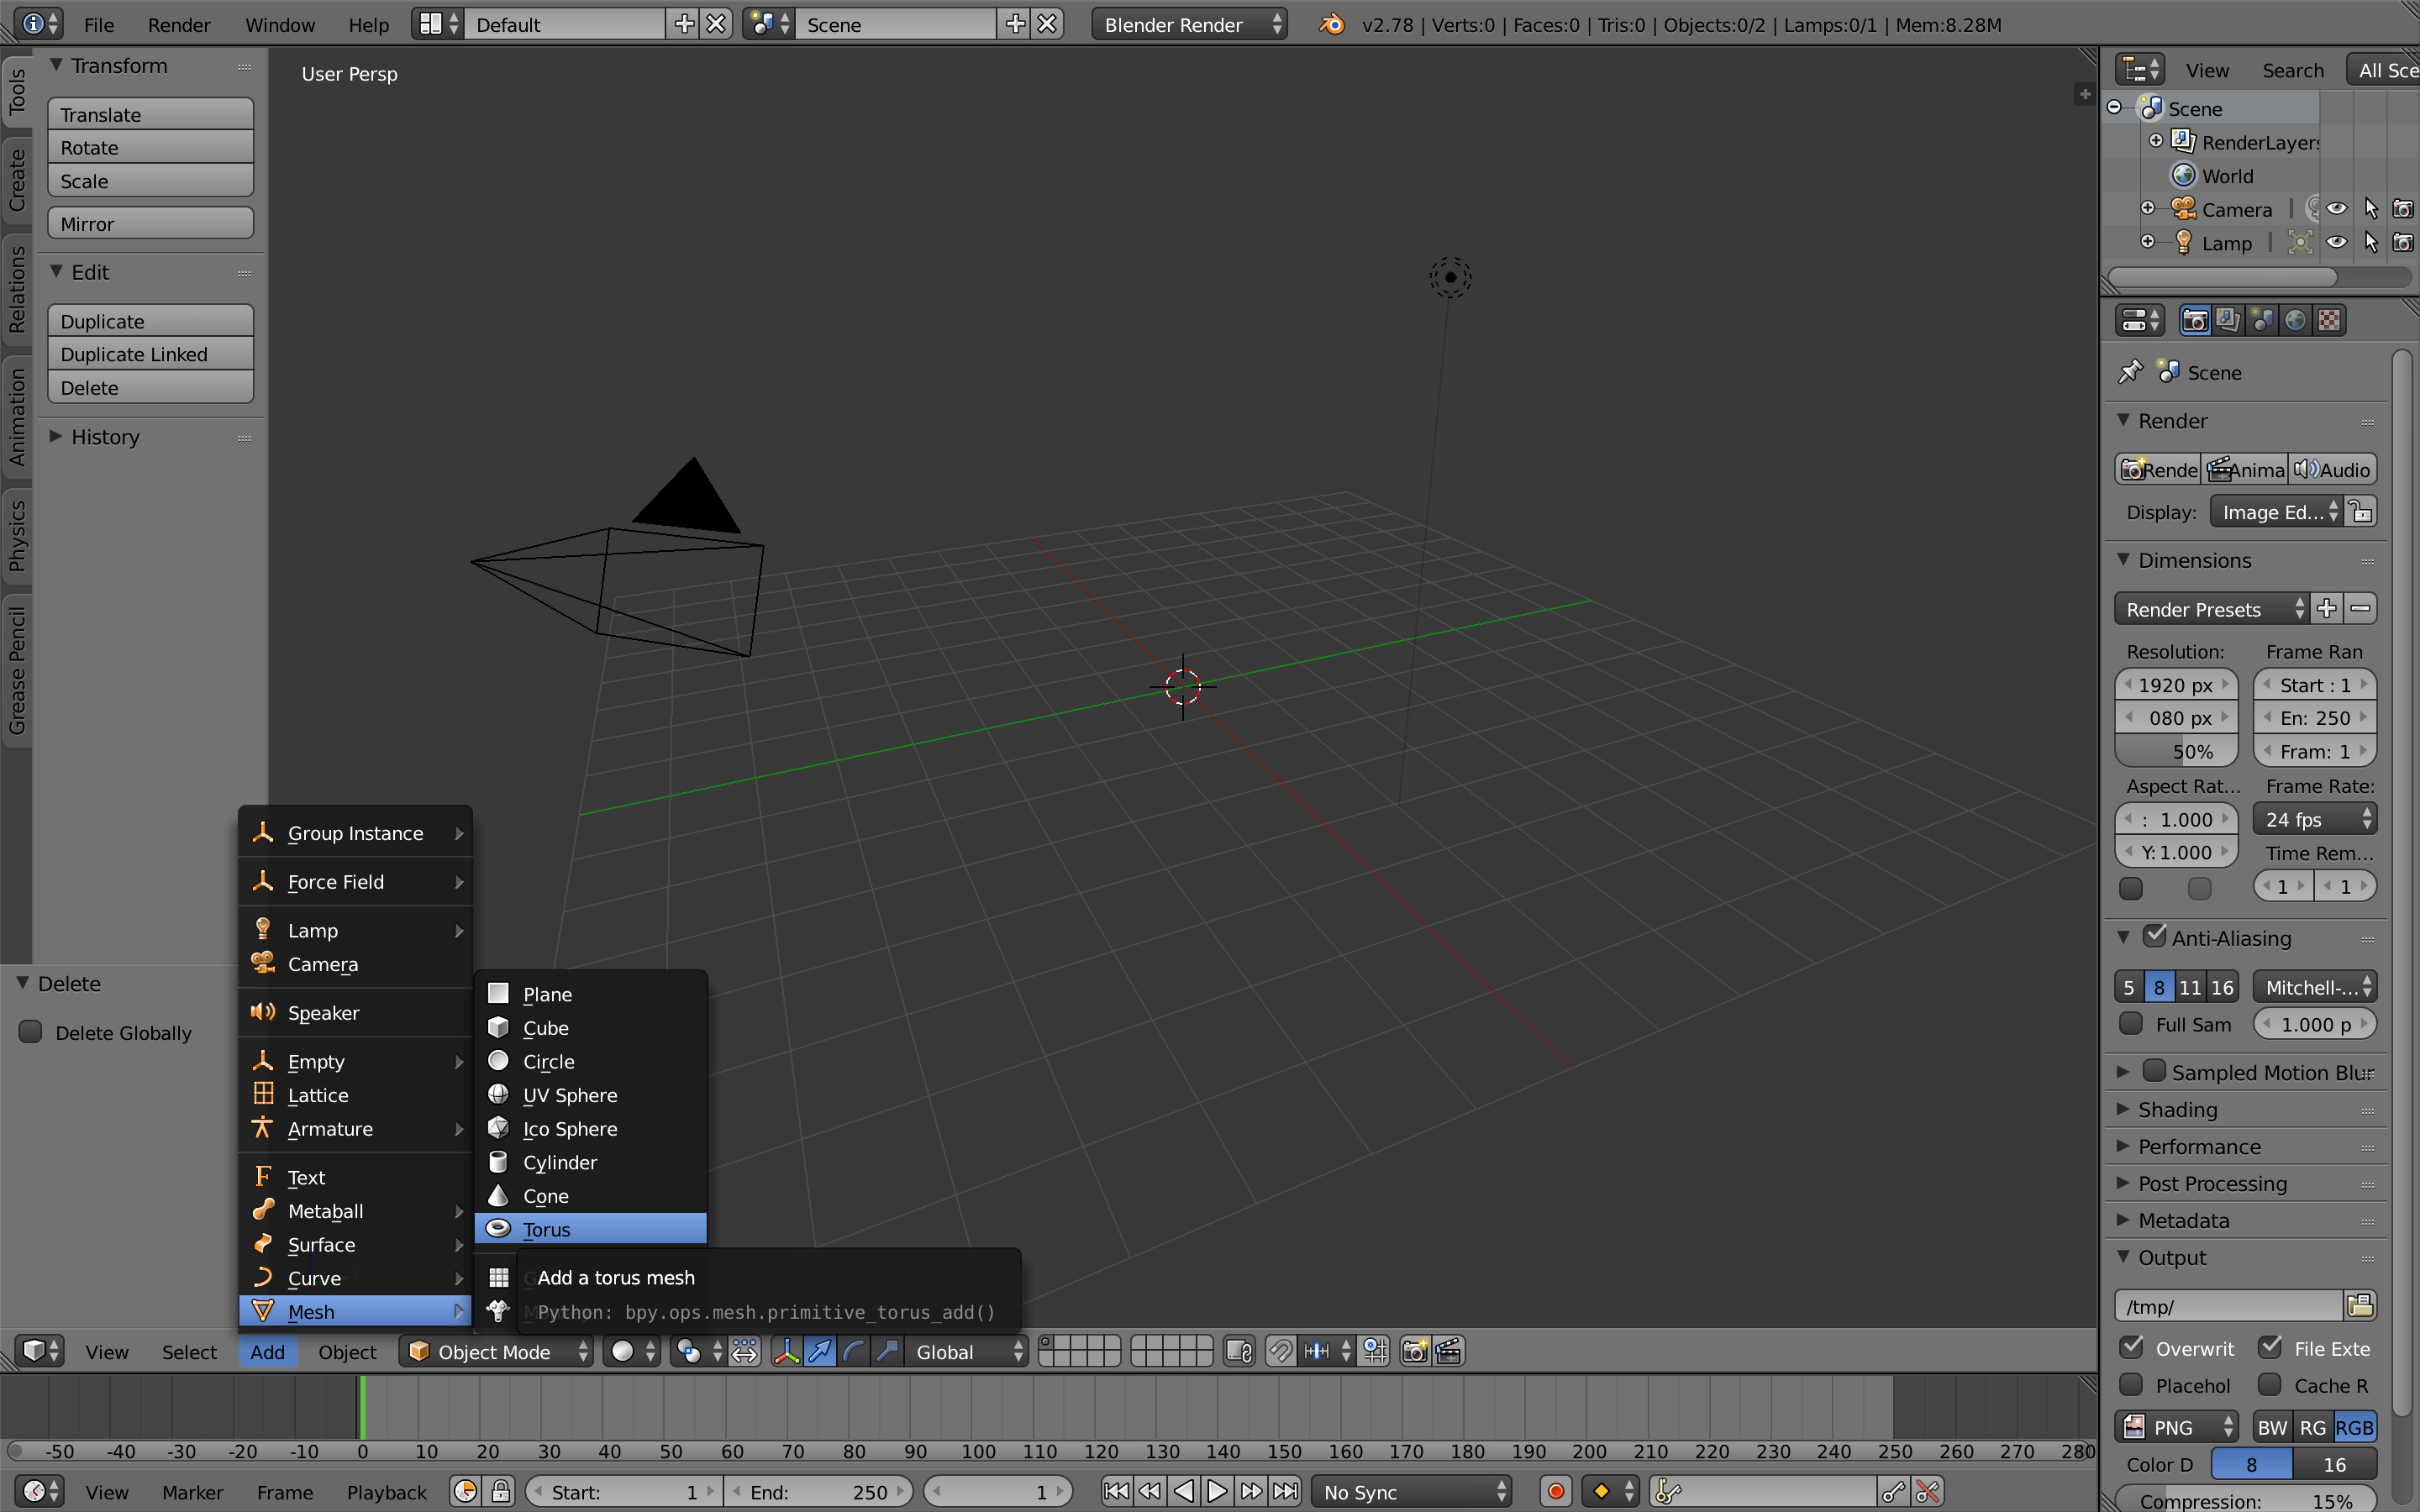 File Render Window Help Default Scene Blender Render v2.78 | Verts:0 | Faces:0 | Tris:0 | Objects:0/2 | Lamps:0/1 | Mem:8.28M
Tools
Create
Relations
Animation
Physics
Grease Pencil
Transform
Translate
Rotate
Scale
Mirror
Edit
Duplicate
Duplicate Linked
Delete
History
Delete
Delete Globally
User Persp
Group Instance
Force Field
Lamp
Camera
Speaker
Empty
Lattice
Armature
Text
Metaball
Surface
Curve
Mesh
Plane
Cube
Circle
UV Sphere
Ico Sphere
Cylinder
Cone
Torus
Add a torus mesh
Python: bpy.ops.mesh.primitive_torus_add()
View Select Add Object Object Mode Global
-50 -40 -30 -20 -10 0 10 20 30 40 50 60 70 80 90 100 110 120 130 140 150 160 170 180 190 200 210 220 230 240 250 260 270 280
View Marker Frame Playback Start: 1 End: 250 1 No Sync
View Search All Sce
Scene
RenderLayers
World
Camera
Lamp
Scene
Render
Rende Anima Audio
Display: Image Ed...
Dimensions
Render Presets
Resolution: Frame Ran
1920 px Start : 1
080 px En: 250
50% Fram: 1
Aspect Rat... Frame Rate:
: 1.000 24 fps
Y: 1.000 Time Rem...
1 1
Anti-Aliasing
5 8 11 16 Mitchell-...
Full Sam 1.000 p
Sampled Motion Blur
Shading
Performance
Post Processing
Metadata
Output
/tmp/
Overwrit File Exte
Placehol Cache R
PNG BW RG RGB
Color D 8 16
Compression: 15%